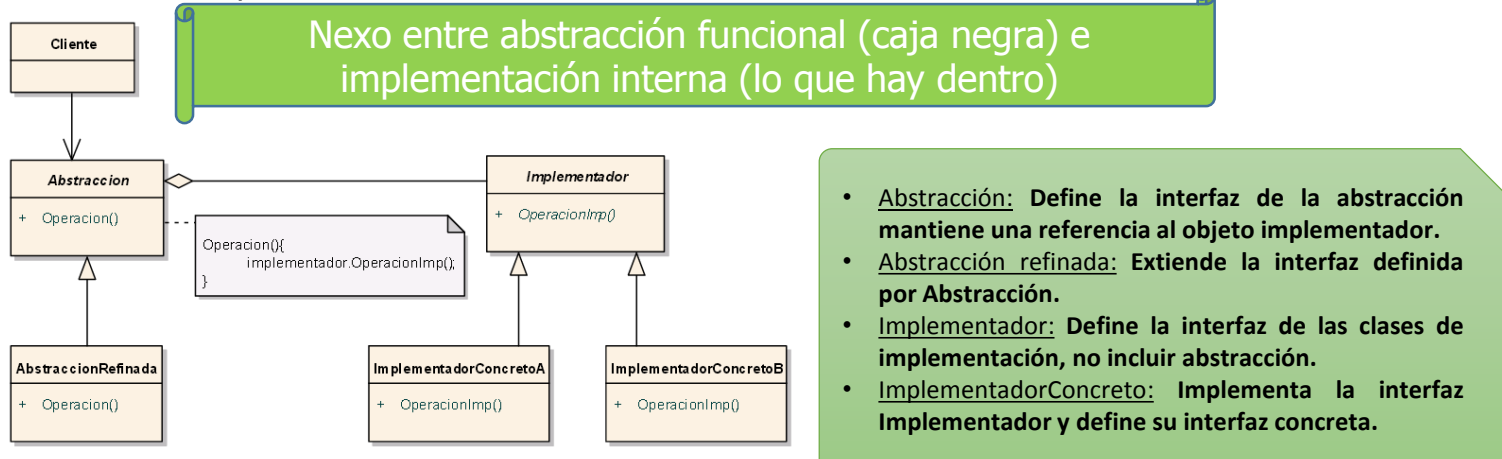 Nexo entre abstracción funcional (caja negra) e
implementación interna (lo que hay dentro)
Cliente
Abstraccion
+ Operacion()
Operacion(){
implementador.OperacionImp();
}
Implementador
+ OperacionImp()
AbstraccionRefinada
+ Operacion()
ImplementadorConcretoA
+ OperacionImp()
ImplementadorConcretoB
+ OperacionImp()
• Abstracción: Define la interfaz de la abstracción
mantiene una referencia al objeto implementador.
• Abstracción refinada: Extiende la interfaz definida
por Abstracción.
• Implementador: Define la interfaz de las clases de
implementación, no incluir abstracción.
• ImplementadorConcreto: Implementa la interfaz
Implementador y define su interfaz concreta.